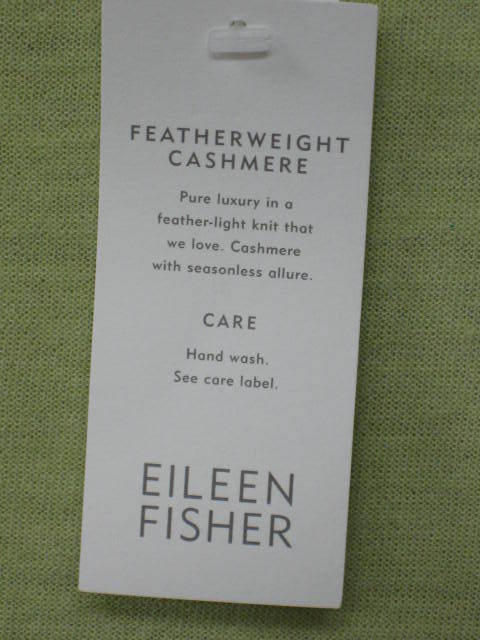 FEATHERWEIGHT
CASHMERE
Pure luxury in a
feather-light knit that
we love. Cashmere
with seasonless allure.
CARE
Hand wash.
See care label.
EILEEN
FISHER